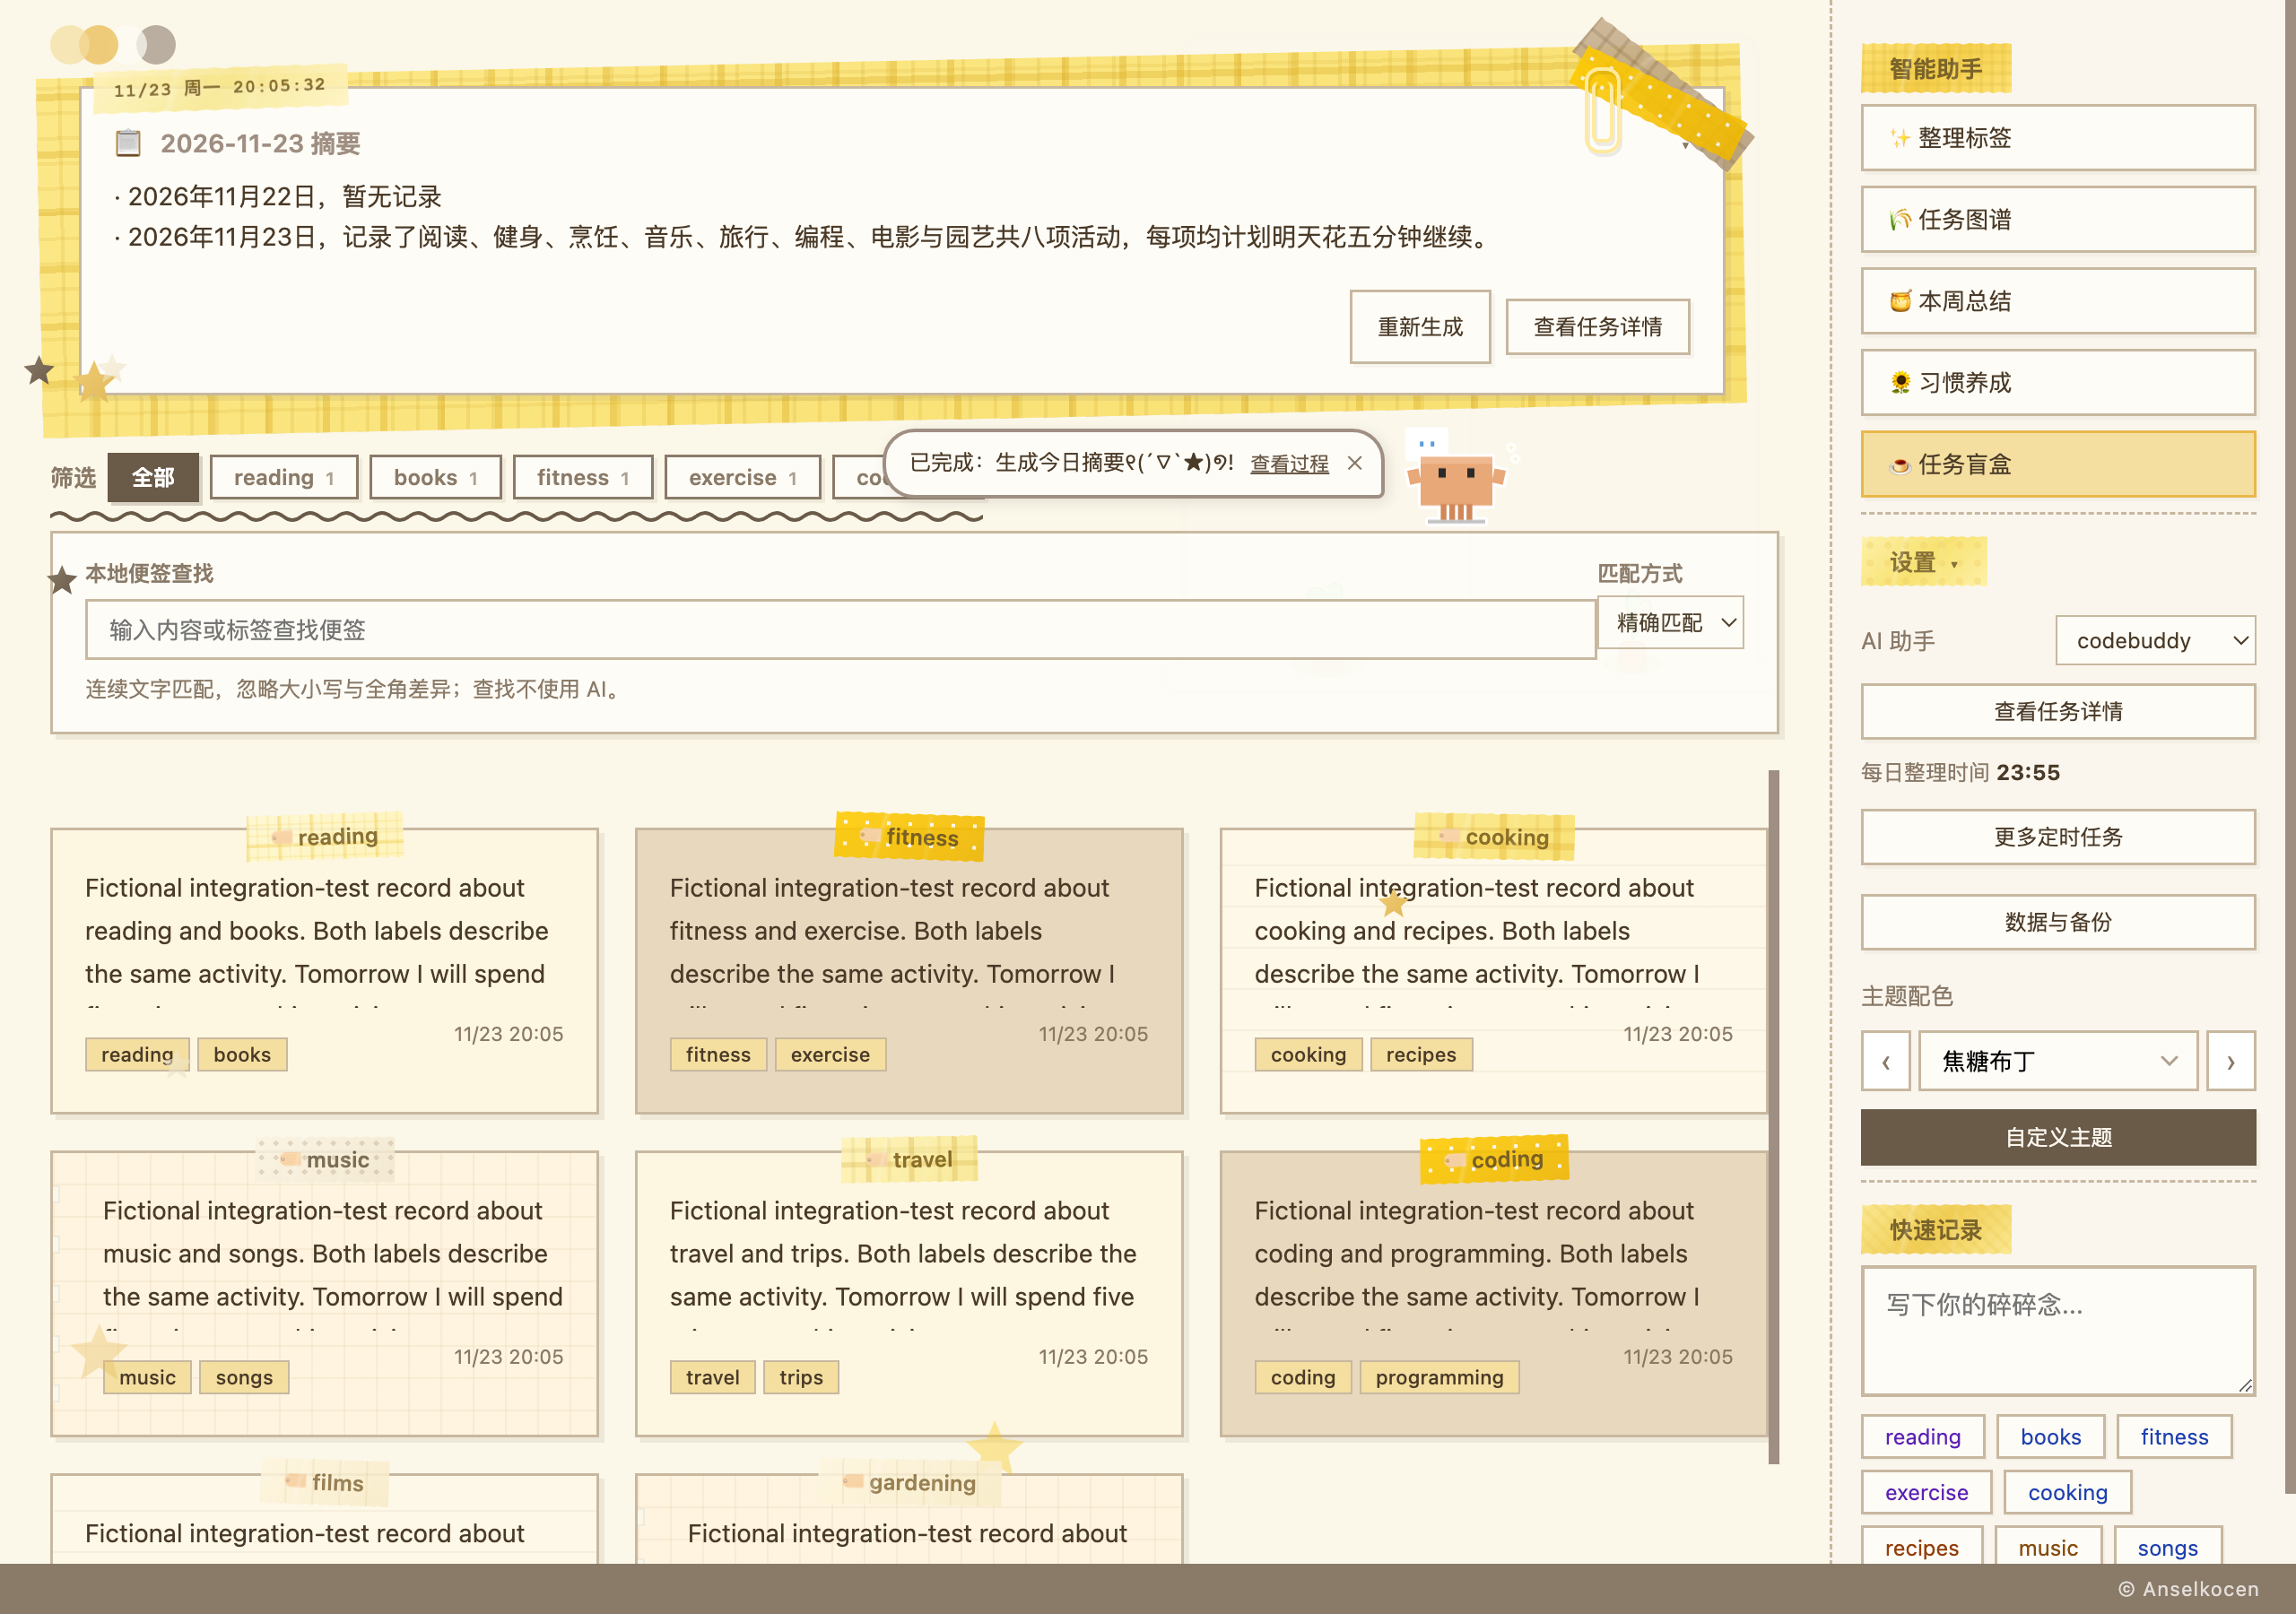 11/23 周一 20:05:32
2026-11-23 摘要
· 2026年11月22日，暂无记录
· 2026年11月23日，记录了阅读、健身、烹饪、音乐、旅行、编程、电影与园艺共八项活动，每项均计划明天花五分钟继续。
重新生成
查看任务详情
筛选 全部 reading 1 books 1 fitness 1 exercise 1
已完成：生成今日摘要 查看过程 ×
本地便签查找
匹配方式
输入内容或标签查找便签
精确匹配
连续文字匹配，忽略大小写与全角差异；查找不使用 AI。
reading
Fictional integration-test record about
reading and books. Both labels describe
the same activity. Tomorrow I will spend
11/23 20:05
reading books
fitness
Fictional integration-test record about
fitness and exercise. Both labels
describe the same activity. Tomorrow I
11/23 20:05
fitness exercise
cooking
Fictional integration-test record about
cooking and recipes. Both labels
describe the same activity. Tomorrow I
11/23 20:05
cooking recipes
music
Fictional integration-test record about
music and songs. Both labels describe
the same activity. Tomorrow I will spend
11/23 20:05
music songs
travel
Fictional integration-test record about
travel and trips. Both labels describe the
same activity. Tomorrow I will spend five
11/23 20:05
travel trips
coding
Fictional integration-test record about
coding and programming. Both labels
describe the same activity. Tomorrow I
11/23 20:05
coding programming
films
Fictional integration-test record about
gardening
Fictional integration-test record about
智能助手
整理标签
任务图谱
本周总结
习惯养成
任务盲盒
设置
AI 助手 codebuddy
查看任务详情
每日整理时间 23:55
更多定时任务
数据与备份
主题配色
‹ 焦糖布丁 ›
自定义主题
快速记录
写下你的碎碎念...
reading books fitness
exercise cooking
recipes music songs
© Anselkocen